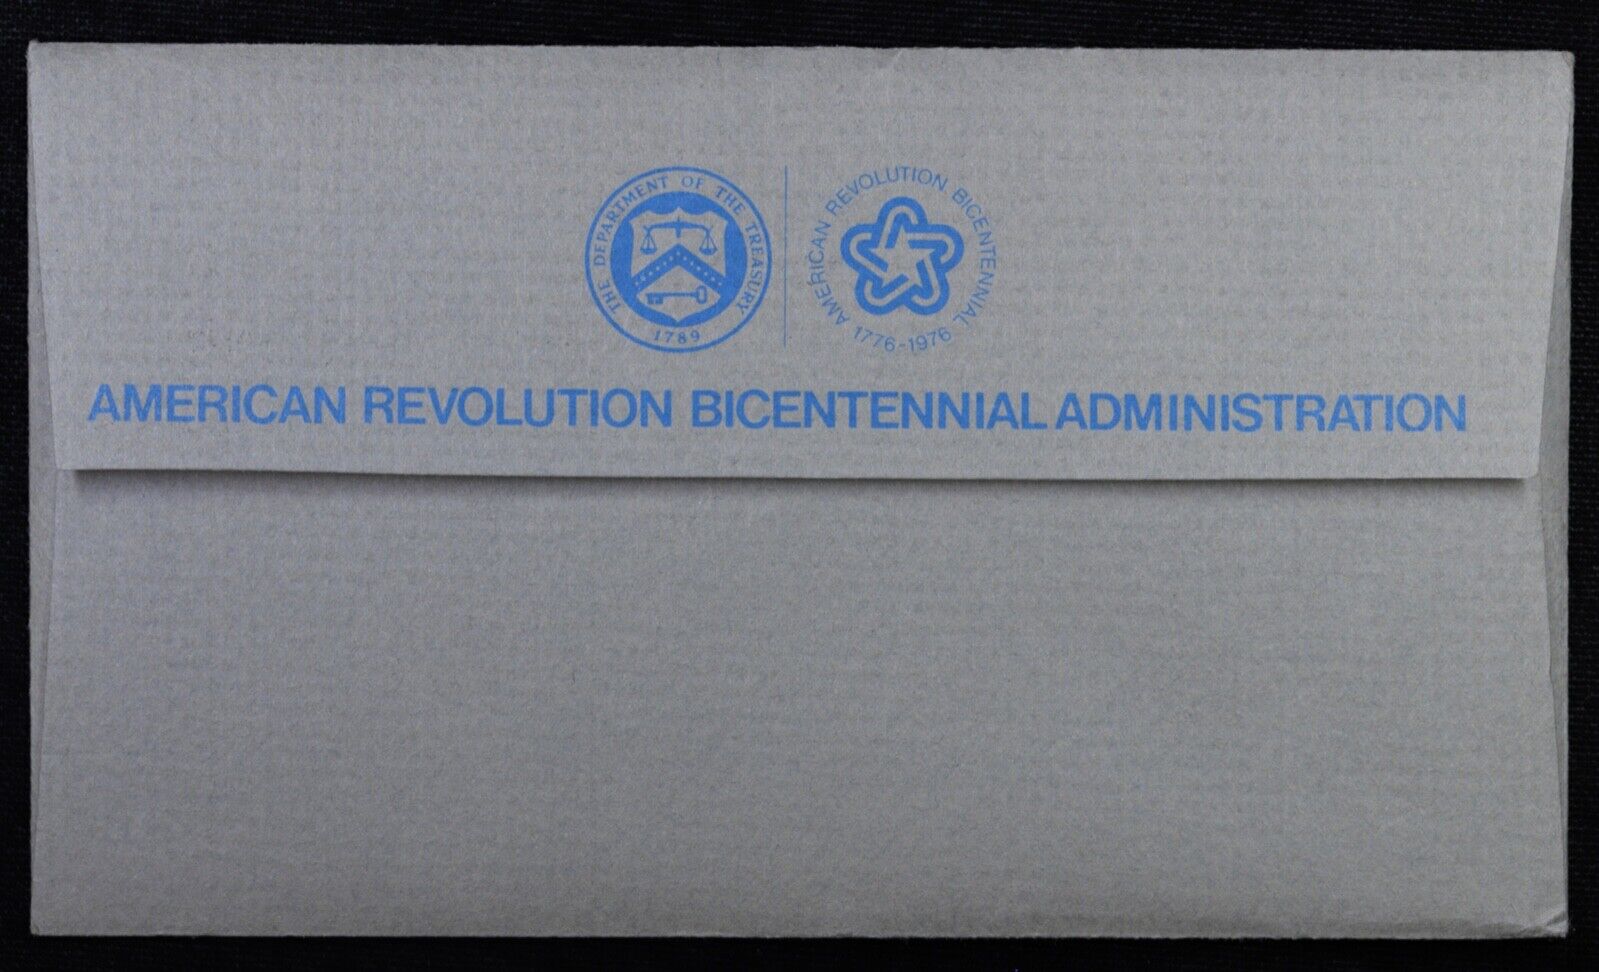 THE DEPARTMENT OF THE TREASURY
1789
AMERICAN REVOLUTION BICENTENNIAL
1776-1976
AMERICAN REVOLUTION BICENTENNIAL ADMINISTRATION